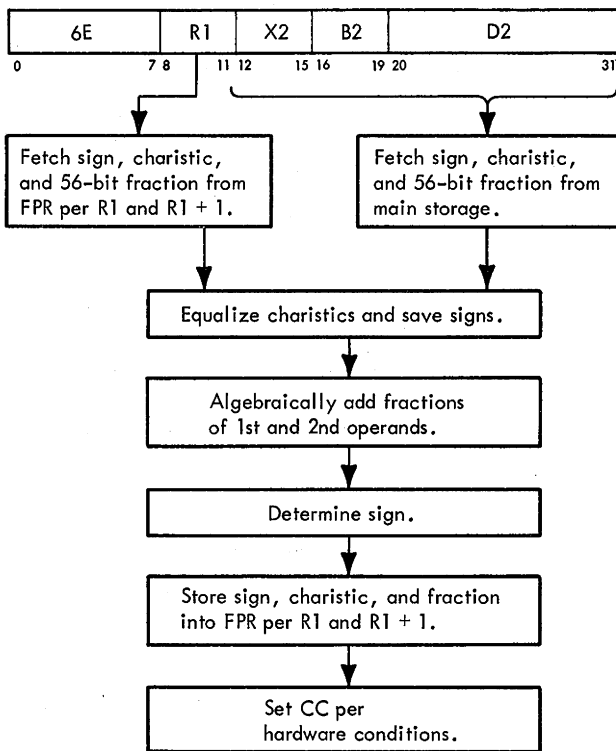 6E R1 X2 B2 D2
0 7 8 11 12 15 16 19 20 31
Fetch sign, charistic,
and 56-bit fraction from
FPR per R1 and R1 + 1.
Fetch sign, charistic,
and 56-bit fraction from
main storage.
Equalize charistics and save signs.
Algebraically add fractions
of 1st and 2nd operands.
Determine sign.
Store sign, charistic, and fraction
into FPR per R1 and R1 + 1.
Set CC per
hardware conditions.